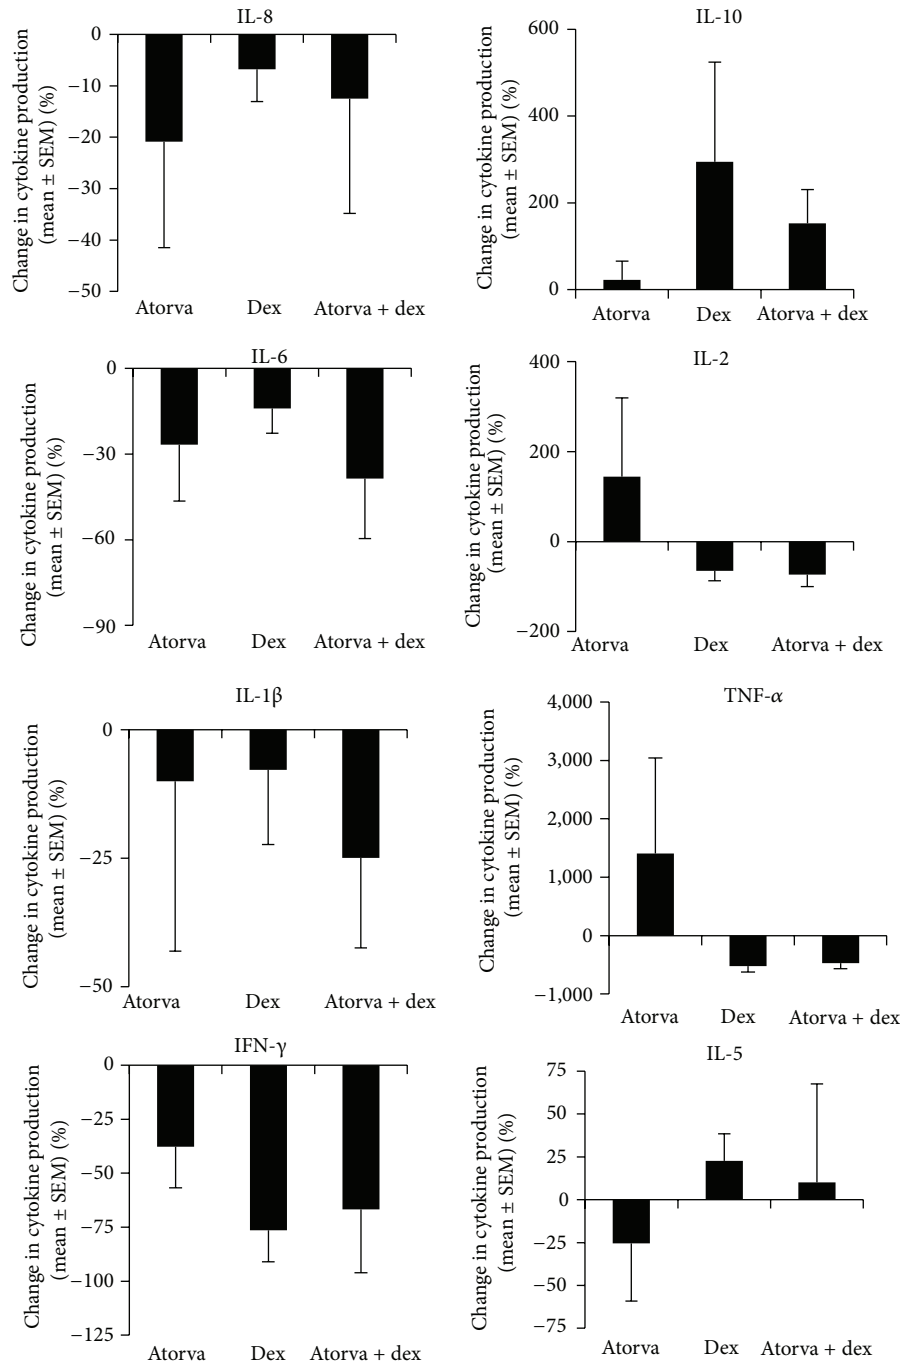 IL-8
Change in cytokine production
(mean ± SEM) (%)
0
−10
−20
−30
−40
−50
Atorva Dex Atorva + dex
IL-10
Change in cytokine production
(mean ± SEM) (%)
600
400
200
0
Atorva Dex Atorva + dex
IL-6
Change in cytokine production
(mean ± SEM) (%)
0
−30
−60
−90
Atorva Dex Atorva + dex
IL-2
Change in cytokine production
(mean ± SEM) (%)
400
200
0
−200
Atorva Dex Atorva + dex
IL-1β
Change in cytokine production
(mean ± SEM) (%)
0
−25
−50
Atorva Dex Atorva + dex
TNF-α
Change in cytokine production
(mean ± SEM) (%)
4,000
3,000
2,000
1,000
0
−1,000
Atorva Dex Atorva + dex
IFN-γ
Change in cytokine production
(mean ± SEM) (%)
0
−25
−50
−75
−100
−125
Atorva Dex Atorva + dex
IL-5
Change in cytokine production
(mean ± SEM) (%)
75
50
25
0
−25
−50
−75
Atorva Dex Atorva + dex